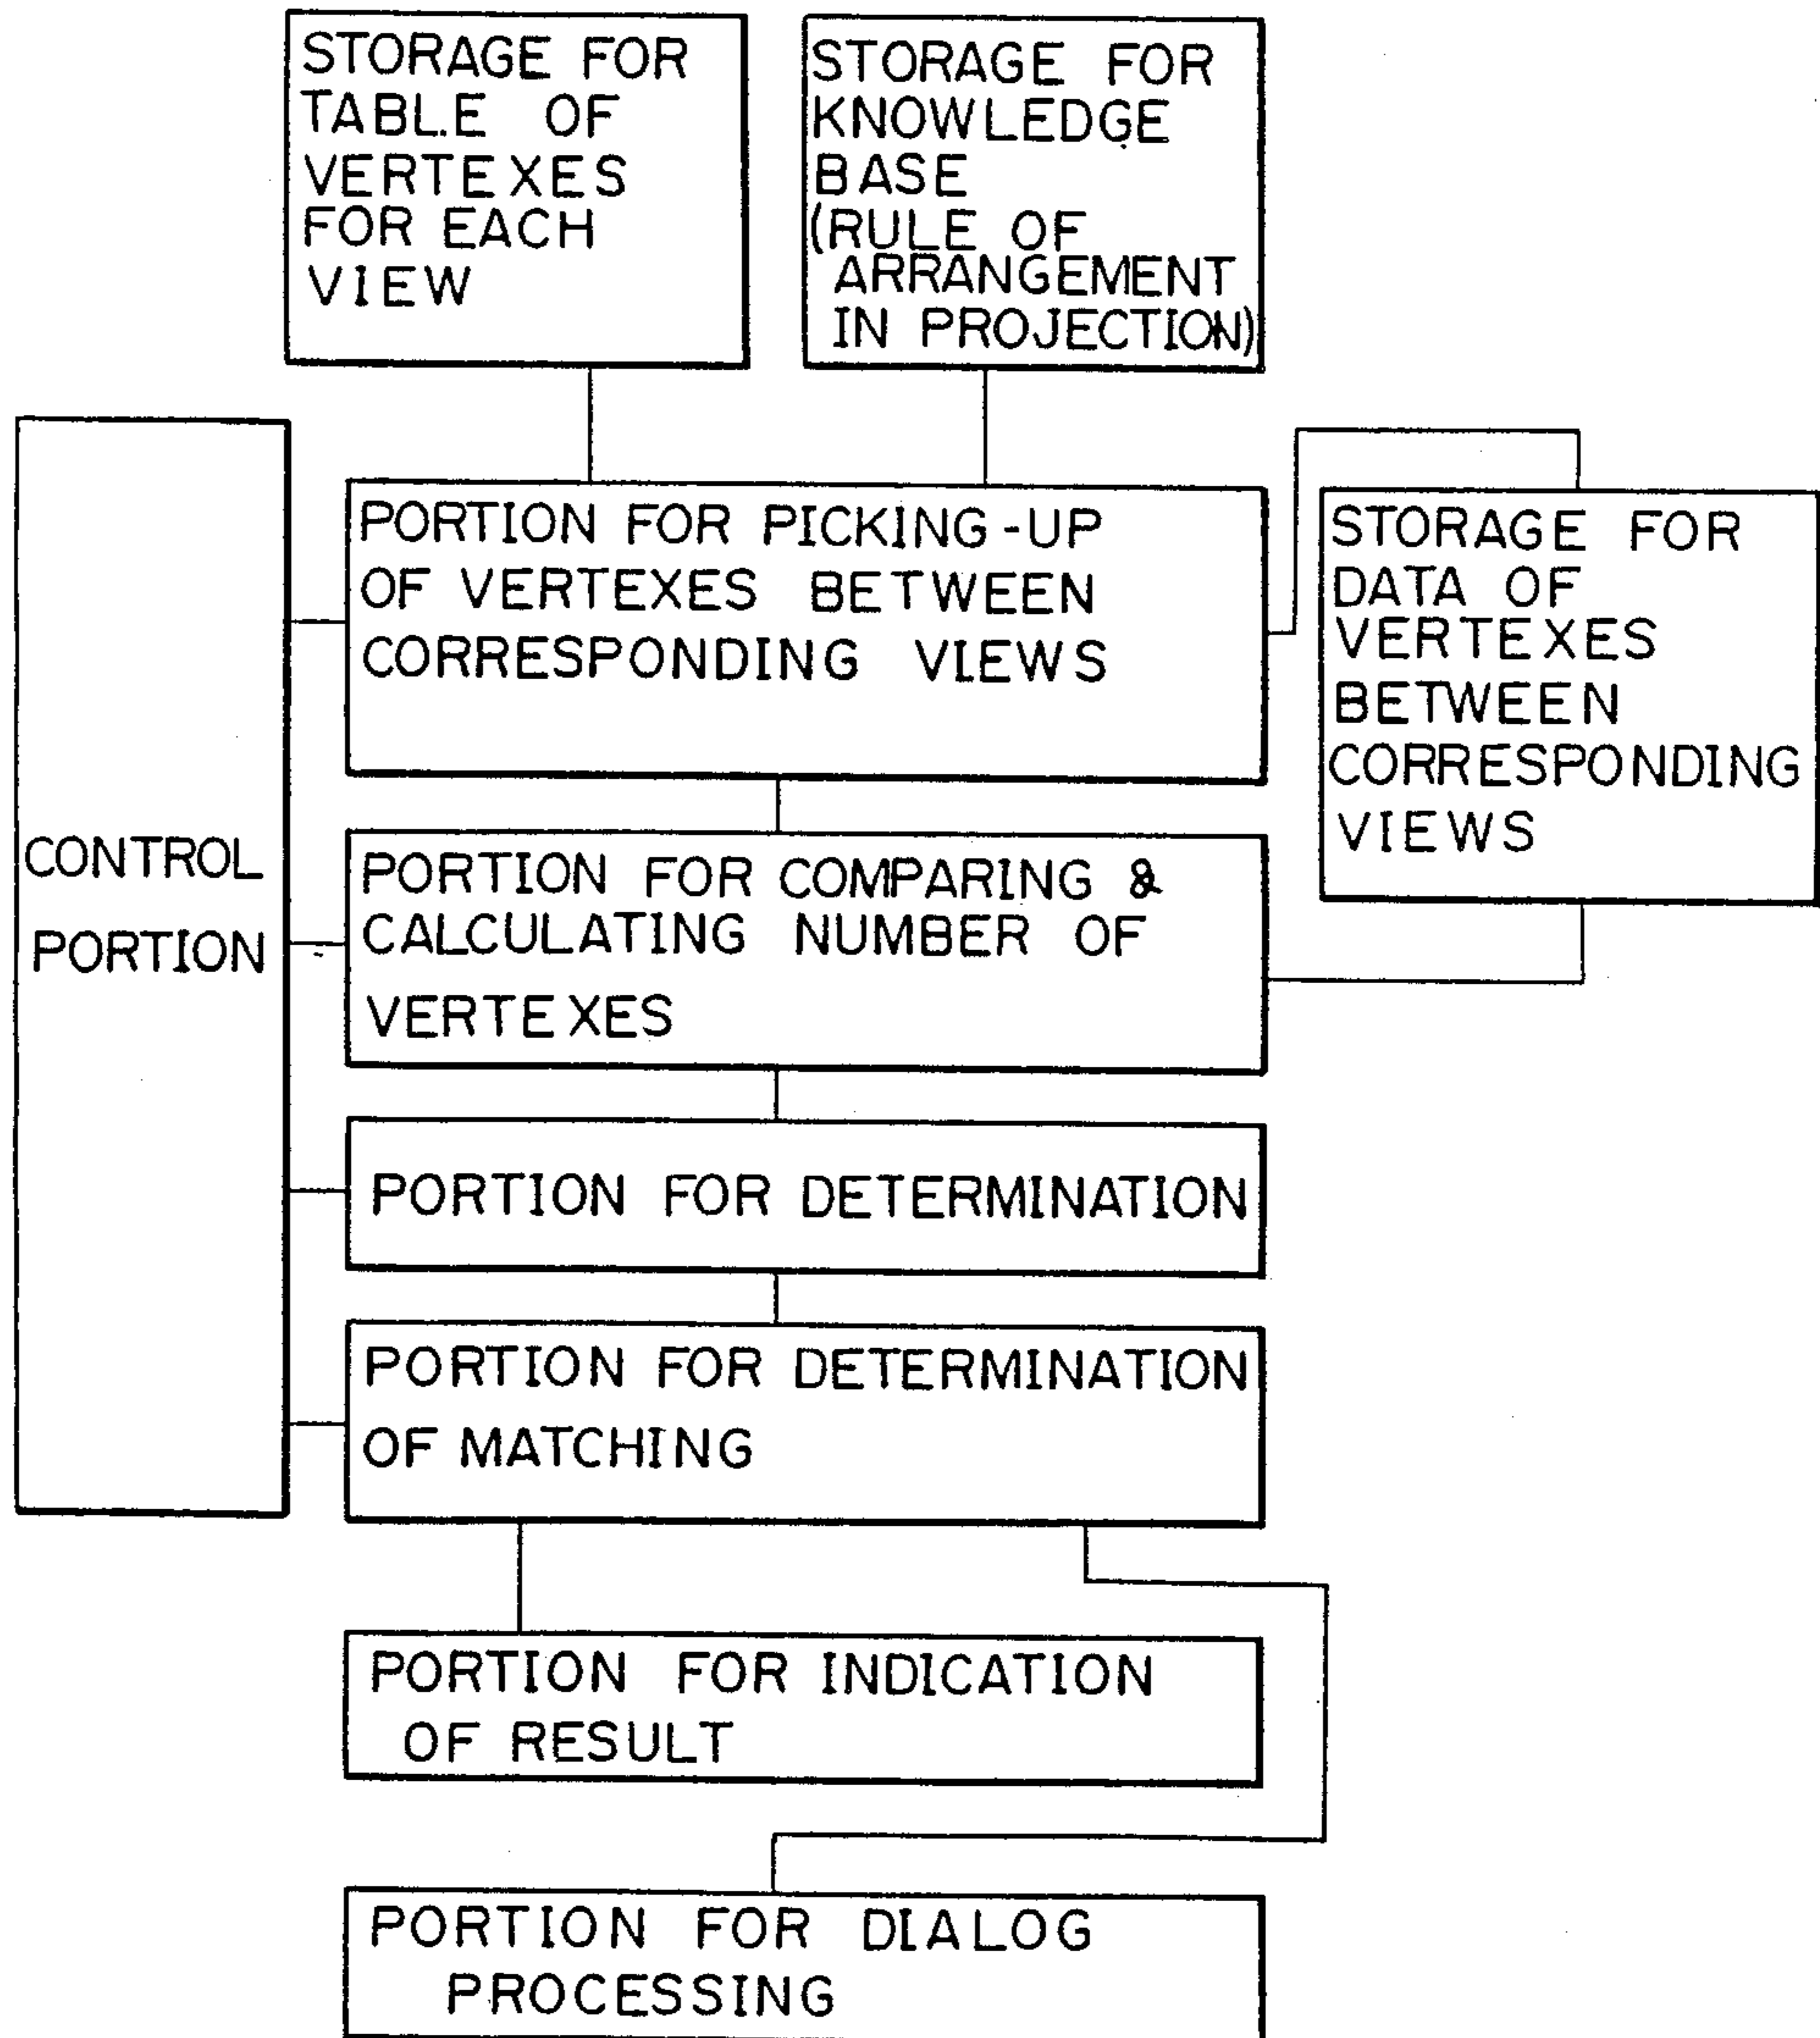 STORAGE FOR
TABLE OF
VERTEXES
FOR EACH
VIEW
STORAGE FOR
KNOWLEDGE
BASE
(RULE OF
ARRANGEMENT
IN PROJECTION)
CONTROL
PORTION
PORTION FOR PICKING-UP
OF VERTEXES BETWEEN
CORRESPONDING VIEWS
STORAGE FOR
DATA OF
VERTEXES
BETWEEN
CORRESPONDING
VIEWS
PORTION FOR COMPARING &
CALCULATING NUMBER OF
VERTEXES
PORTION FOR DETERMINATION
PORTION FOR DETERMINATION
OF MATCHING
PORTION FOR INDICATION
OF RESULT
PORTION FOR DIALOG
PROCESSING